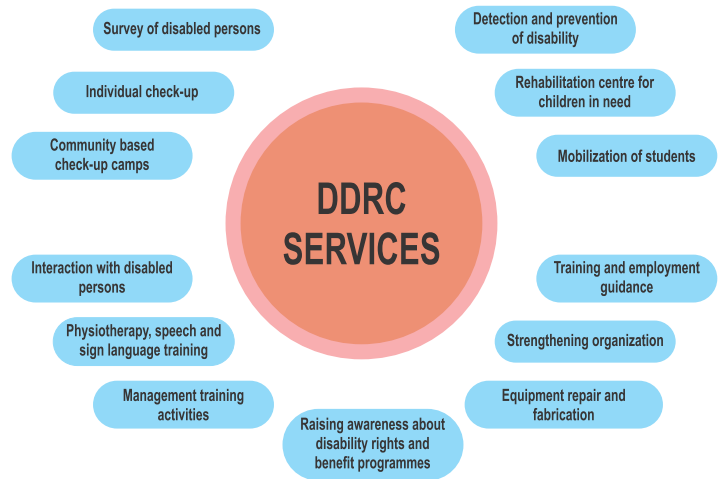 Survey of disabled persons
Individual check-up
Community based
check-up camps
Interaction with disabled
persons
Physiotherapy, speech and
sign language training
Management training
activities
DDRC
SERVICES
Raising awareness about
disability rights and
benefit programmes
Detection and prevention
of disability
Rehabilitation centre for
children in need
Mobilization of students
Training and employment
guidance
Strengthening organization
Equipment repair and
fabrication